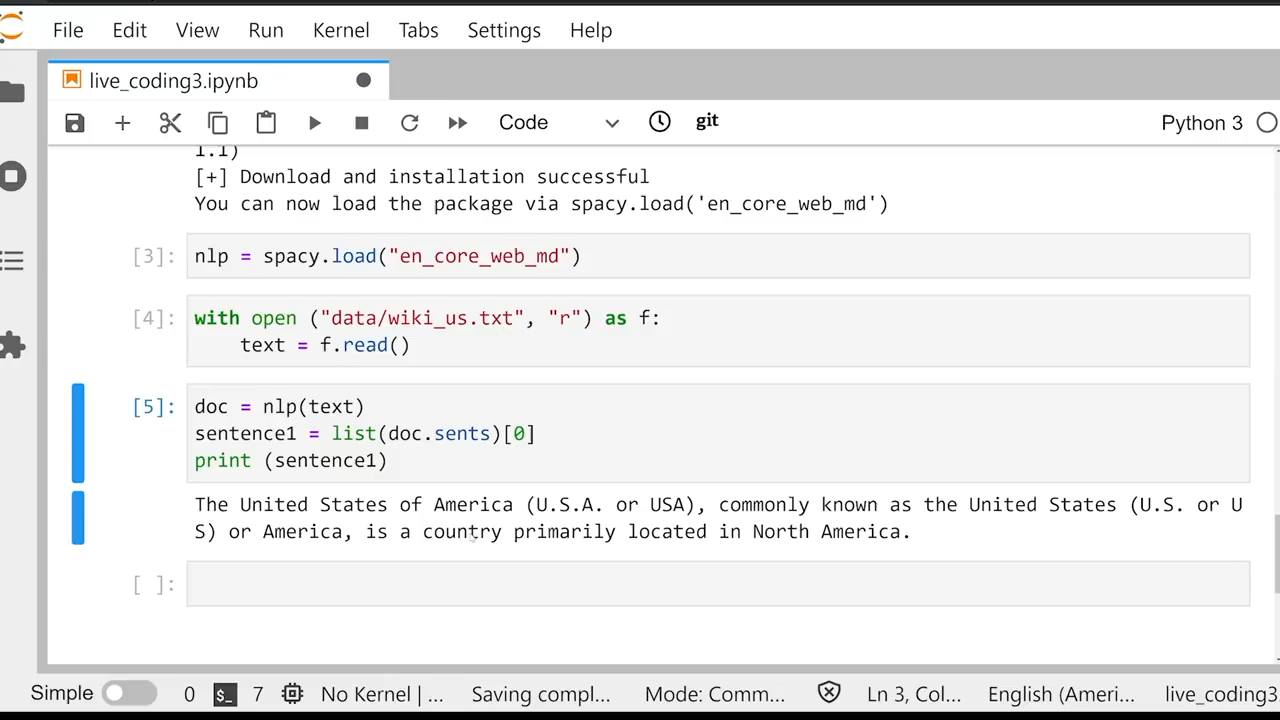 File Edit View Run Kernel Tabs Settings Help
live_coding3.ipynb
Code git Python 3
1.1)
[+] Download and installation successful
You can now load the package via spacy.load('en_core_web_md')
[3]: nlp = spacy.load("en_core_web_md")
[4]: with open ("data/wiki_us.txt", "r") as f:
text = f.read()
[5]: doc = nlp(text)
sentence1 = list(doc.sents)[0]
print (sentence1)
The United States of America (U.S.A. or USA), commonly known as the United States (U.S. or U
S) or America, is a country primarily located in North America.
[ ]:
Simple 0 $_ 7 No Kernel | ... Saving compl... Mode: Comm... Ln 3, Col... English (Ameri... live_coding3